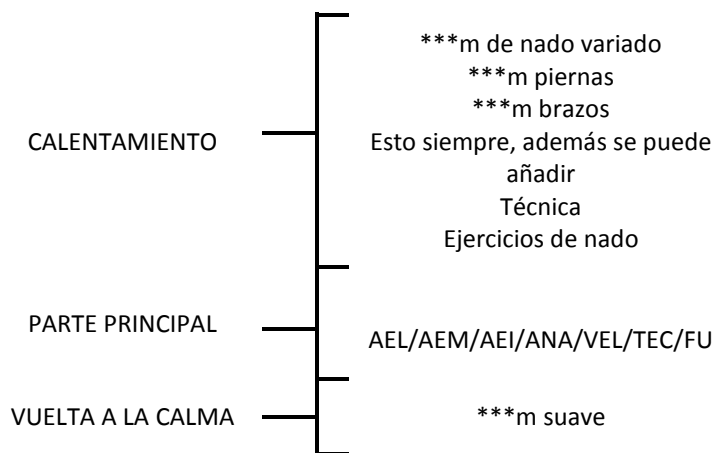 ***m de nado variado
***m piernas
***m brazos
CALENTAMIENTO
Esto siempre, además se puede
añadir
Técnica
Ejercicios de nado
PARTE PRINCIPAL
AEL/AEM/AEI/ANA/VEL/TEC/FU
VUELTA A LA CALMA
***m suave